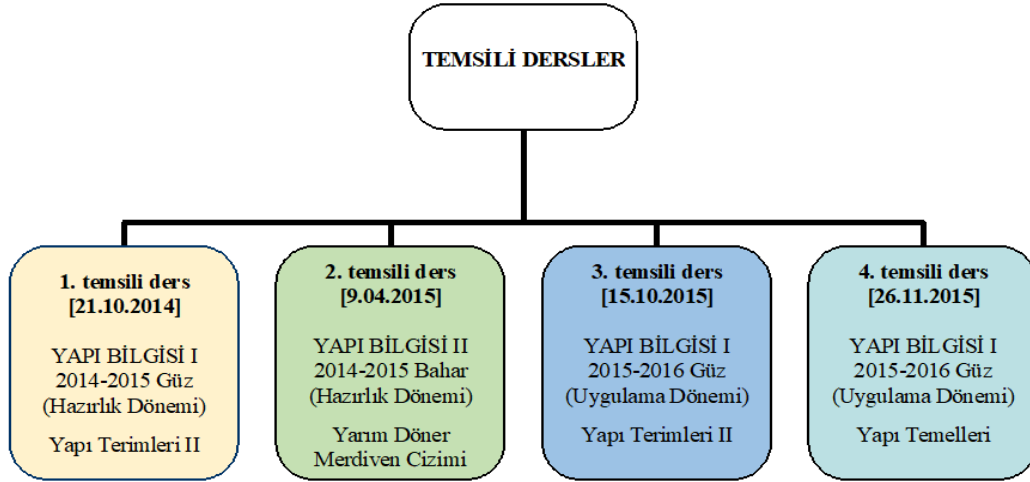 TEMSİLİ DERSLER
1. temsili ders
[21.10.2014]
YAPI BİLGİSİ I
2014-2015 Güz
(Hazırlık Dönemi)
Yapı Terimleri II
2. temsili ders
[9.04.2015]
YAPI BİLGİSİ II
2014-2015 Bahar
(Hazırlık Dönemi)
Yarım Döner
Merdiven Cizimi
3. temsili ders
[15.10.2015]
YAPI BİLGİSİ I
2015-2016 Güz
(Uygulama Dönemi)
Yapı Terimleri II
4. temsili ders
[26.11.2015]
YAPI BİLGİSİ I
2015-2016 Güz
(Uygulama Dönemi)
Yapı Temelleri